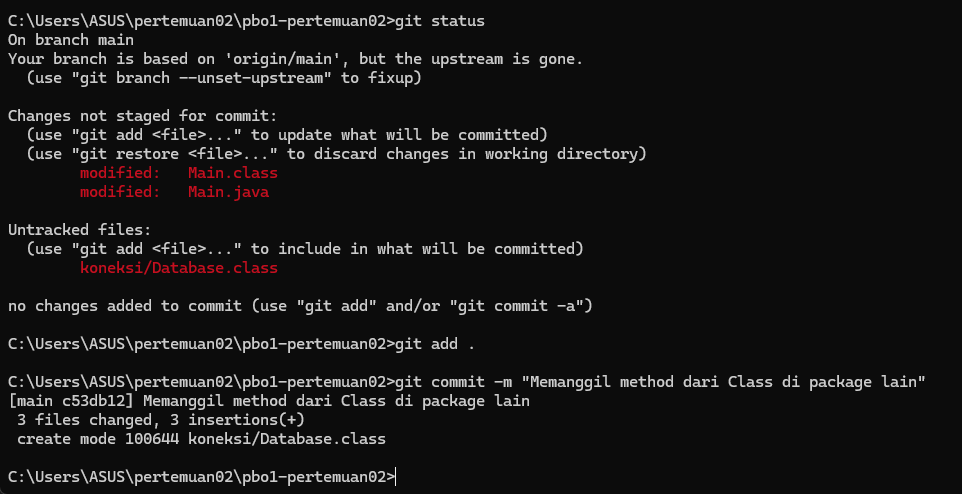 C:\Users\ASUS\pertemuan02\pbo1-pertemuan02>git status
On branch main
Your branch is based on 'origin/main', but the upstream is gone.
  (use "git branch --unset-upstream" to fixup)

Changes not staged for commit:
  (use "git add <file>..." to update what will be committed)
  (use "git restore <file>..." to discard changes in working directory)
        modified:   Main.class
        modified:   Main.java

Untracked files:
  (use "git add <file>..." to include in what will be committed)
        koneksi/Database.class

no changes added to commit (use "git add" and/or "git commit -a")

C:\Users\ASUS\pertemuan02\pbo1-pertemuan02>git add .

C:\Users\ASUS\pertemuan02\pbo1-pertemuan02>git commit -m "Memanggil method dari Class di package lain"
[main c53db12] Memanggil method dari Class di package lain
 3 files changed, 3 insertions(+)
 create mode 100644 koneksi/Database.class

C:\Users\ASUS\pertemuan02\pbo1-pertemuan02>